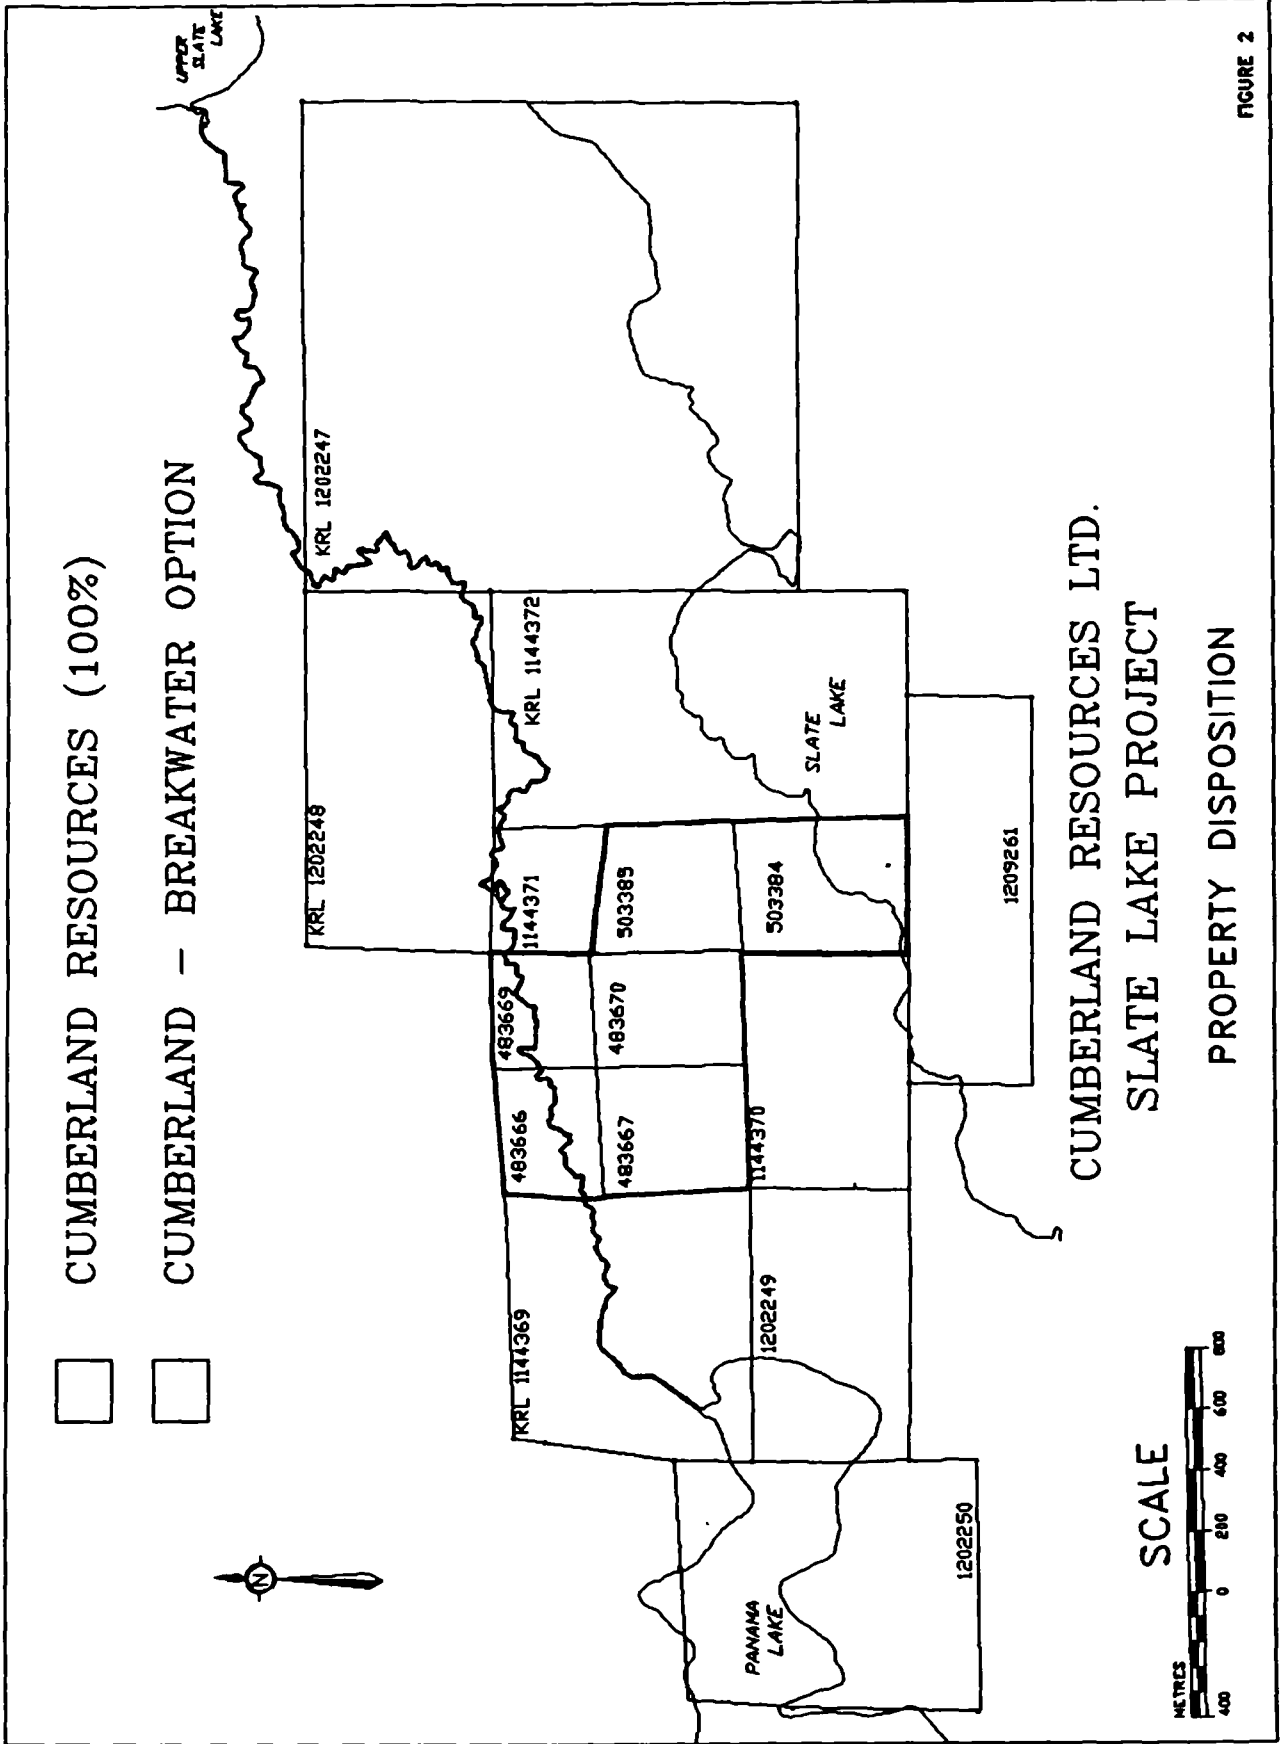 CUMBERLAND RESOURCES (100%)
CUMBERLAND - BREAKWATER OPTION
UPPER
SLATE
LAKE
N
KRL 1202248
KRL 1202247
KRL 1144369
483666
483669
1144371
KRL 1144372
483667
483670
503385
1202249
1144370
503384
SLATE
LAKE
PANAMA
LAKE
1202250
1209261
CUMBERLAND RESOURCES LTD.
SLATE LAKE PROJECT
PROPERTY DISPOSITION
SCALE
METRES
400 0 200 400 600 800
FIGURE 2